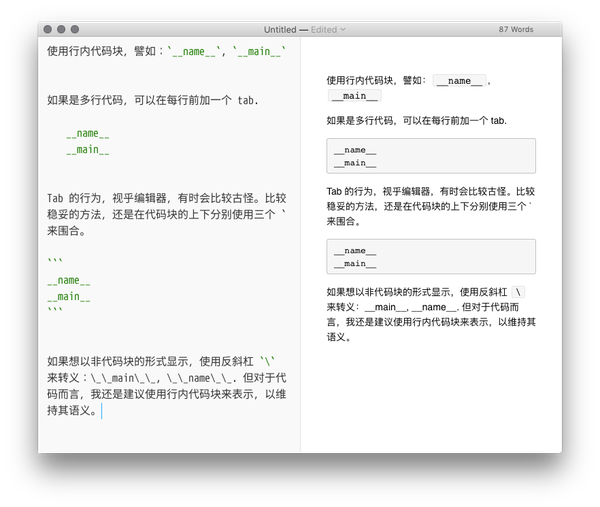 Untitled — Edited
87 Words
使用行内代码块，譬如：`__name__`, `__main__`
如果是多行代码，可以在每行前加一个 tab.
__name__
__main__
Tab 的行为，视乎编辑器，有时会比较古怪。比较
稳妥的方法，还是在代码块的上下分别使用三个 `
来围合。
```
__name__
__main__
```
如果想以非代码块的形式显示，使用反斜杠 `\`
来转义：\_\_main\_\_, \_\_name\_\_. 但对于代
码而言，我还是建议使用行内代码块来表示，以维
持其语义。
使用行内代码块，譬如： __name__ ,
__main__
如果是多行代码，可以在每行前加一个 tab.
__name__
__main__
Tab 的行为，视乎编辑器，有时会比较古怪。比较
稳妥的方法，还是在代码块的上下分别使用三个 `
来围合。
__name__
__main__
如果想以非代码块的形式显示，使用反斜杠 \
来转义：__main__, __name__. 但对于代码而
言，我还是建议使用行内代码块来表示，以维持其
语义。